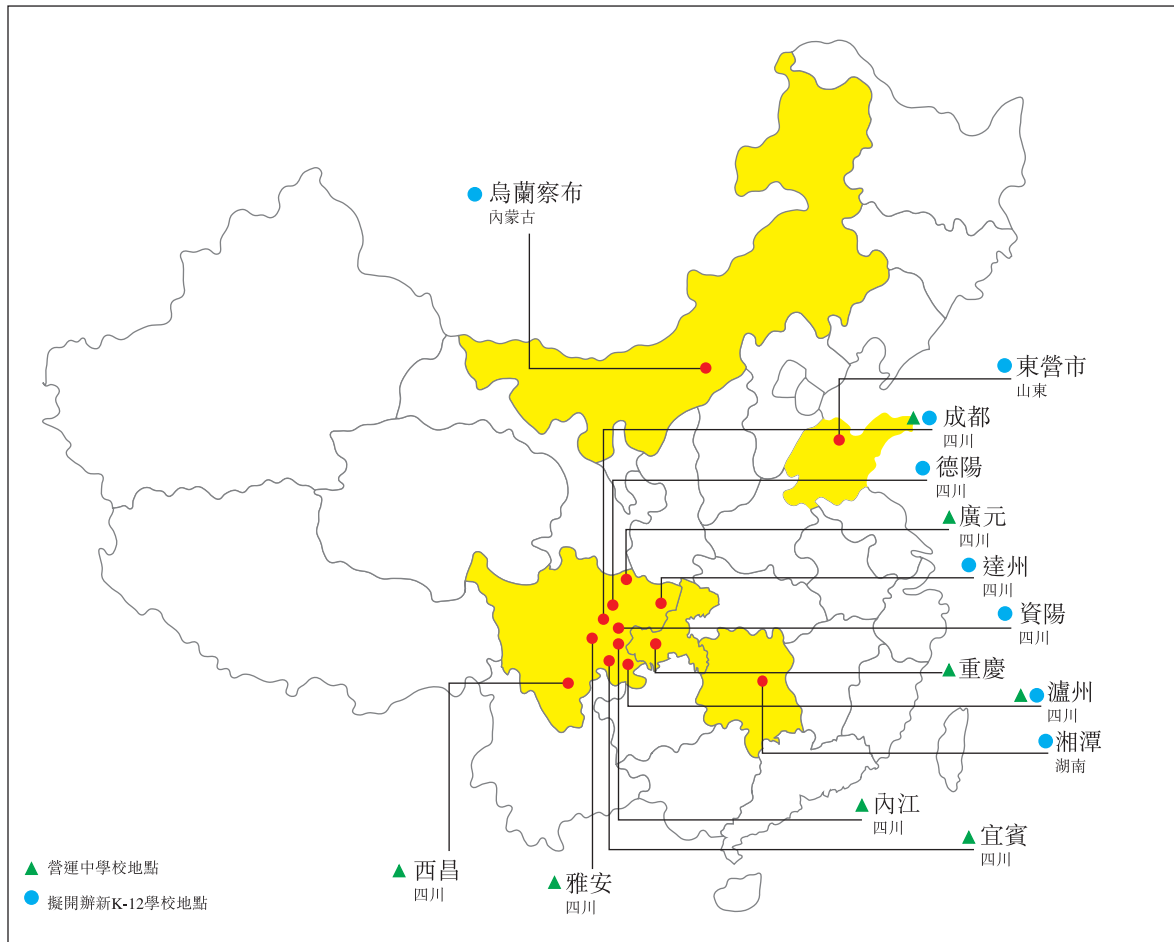 烏蘭察布
內蒙古
東營市
山東
成都
四川
德陽
四川
廣元
四川
達州
四川
資陽
四川
重慶
瀘州
四川
湘潭
湖南
內江
四川
宜賓
四川
西昌
四川
雅安
四川
營運中學校地點
擬開辦新K-12學校地點